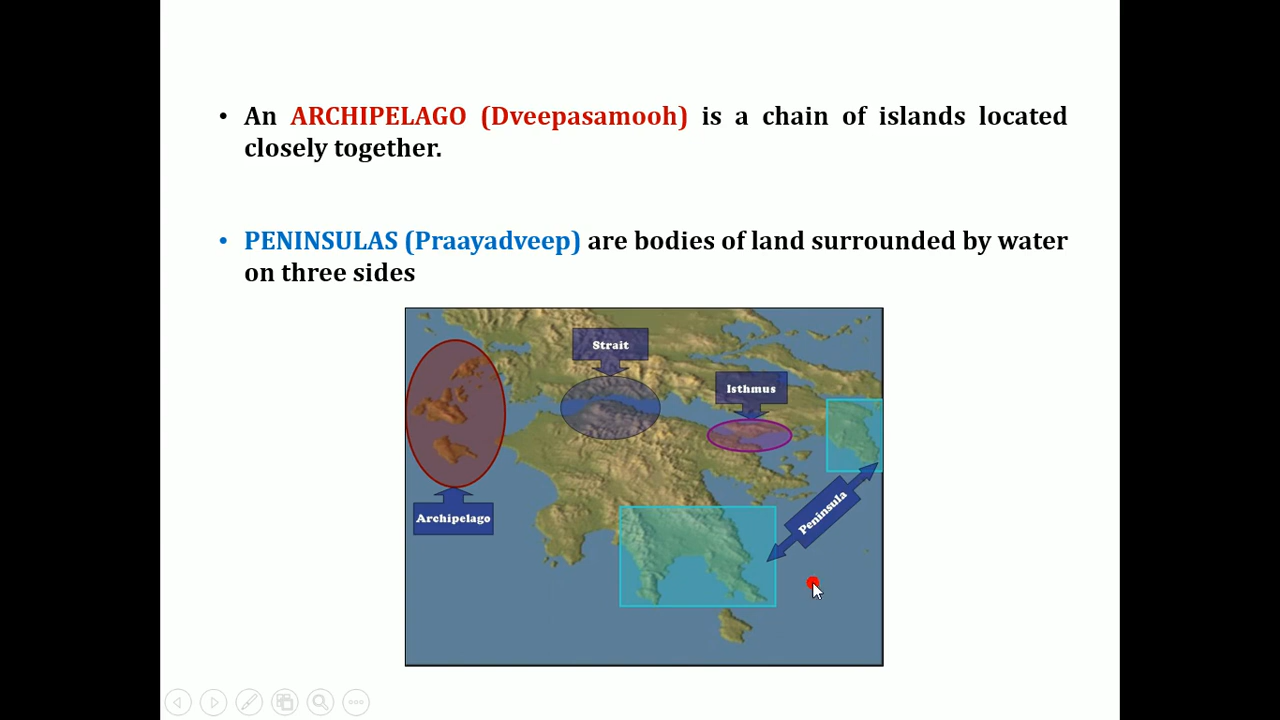 • An ARCHIPELAGO (Dveepasamooh) is a chain of islands located
closely together.
• PENINSULAS (Praayadveep) are bodies of land surrounded by water
on three sides
Strait
Isthmus
Archipelago
Peninsula